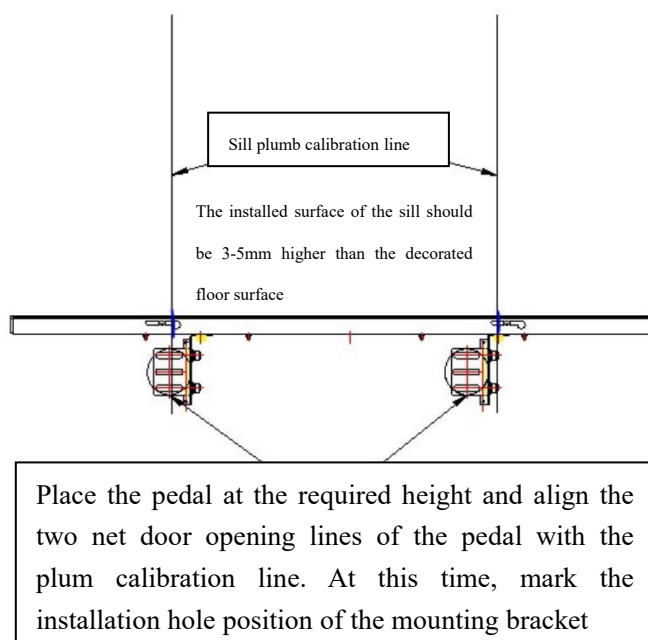 Sill plumb calibration line
The installed surface of the sill should
be 3-5mm higher than the decorated
floor surface
Place the pedal at the required height and align the
two net door opening lines of the pedal with the
plum calibration line. At this time, mark the
installation hole position of the mounting bracket